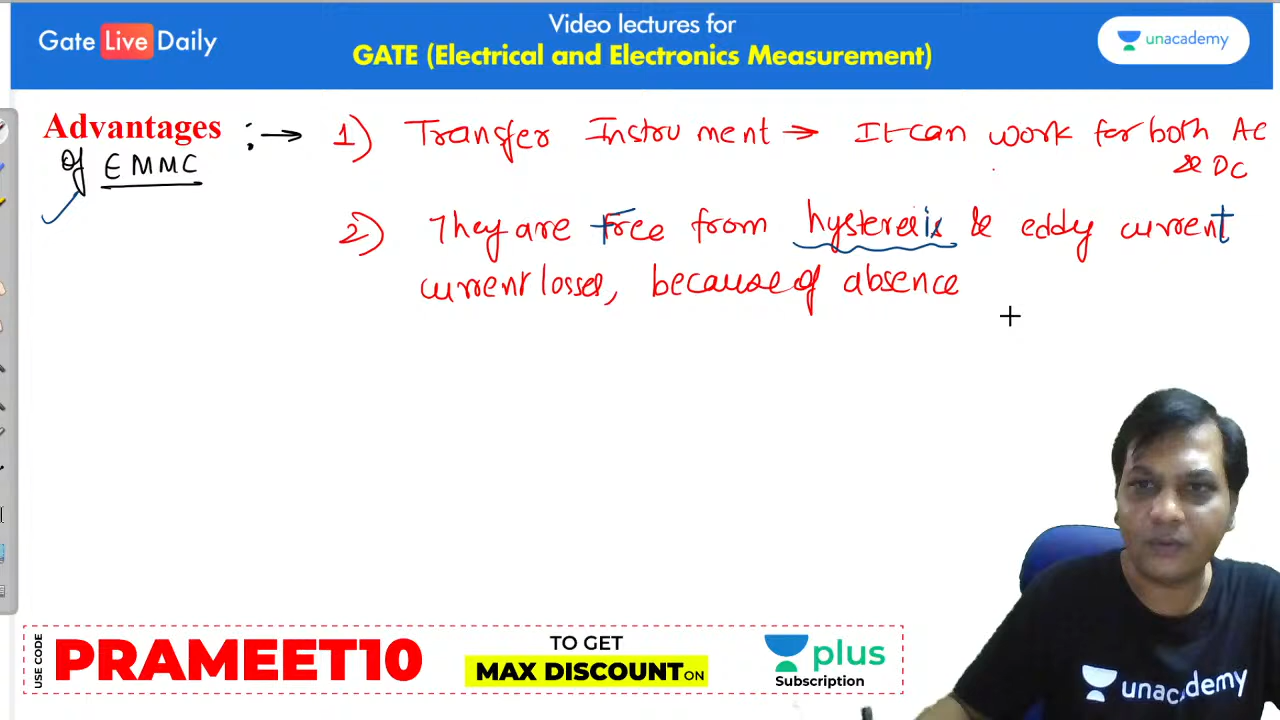 Gate Live Daily
Video lectures for
GATE (Electrical and Electronics Measurement)
unacademy
Advantages :→ 1) Transfer Instrument → It can work for both AC
& DC
of EMMC
2) They are Free from hysteresis & eddy current
current losses, because of absence
USE CODE
PRAMEET10
TO GET
MAX DISCOUNT ON
plus
Subscription
unacademy